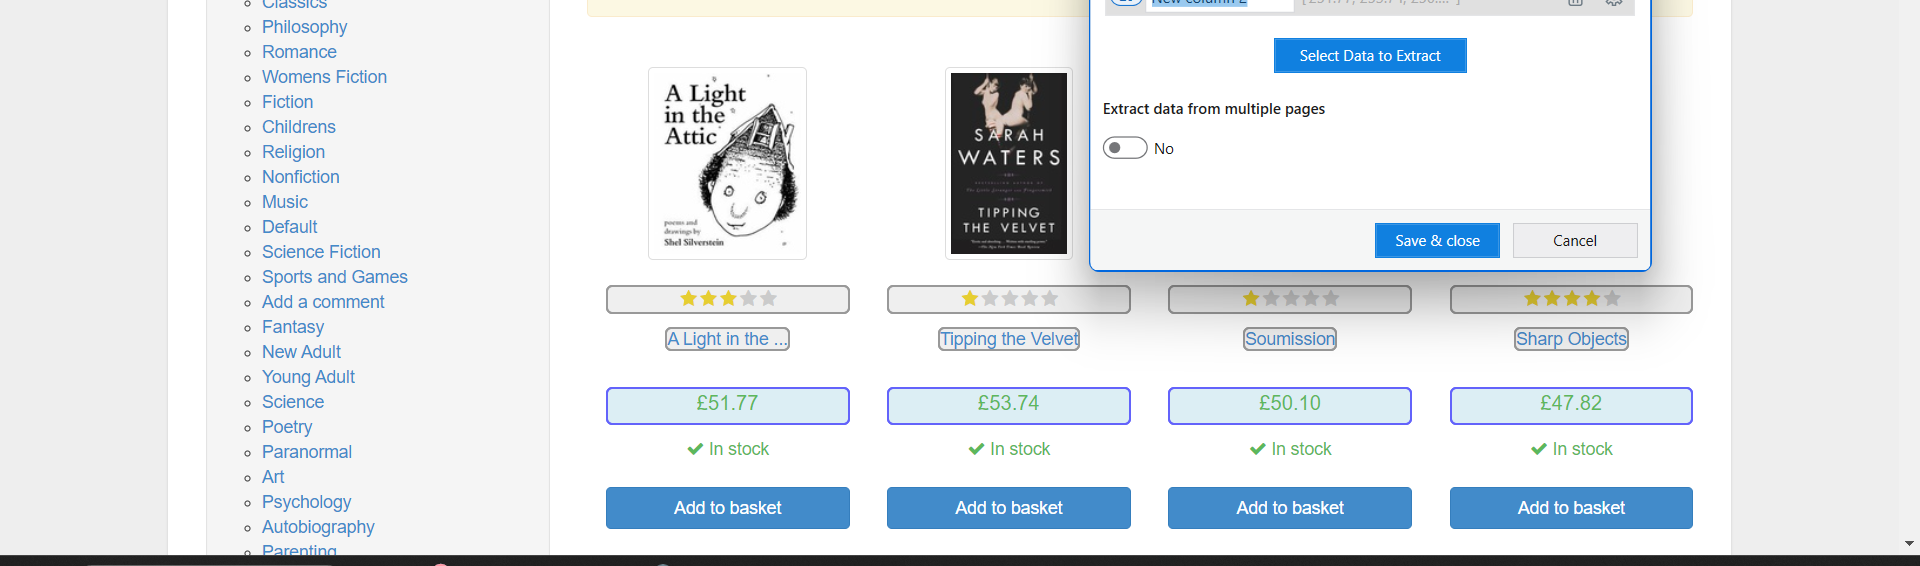 Classics
Philosophy
Romance
Womens Fiction
Fiction
Childrens
Religion
Nonfiction
Music
Default
Science Fiction
Sports and Games
Add a comment
Fantasy
New Adult
Young Adult
Science
Poetry
Paranormal
Art
Psychology
Autobiography
Parenting
A Light
in the
Attic
poems and
drawings by
Shel Silverstein
SARAH
WATERS
TIPPING
THE VELVET
New column 2
Select Data to Extract
Extract data from multiple pages
No
Save & close
Cancel
A Light in the ...
Tipping the Velvet
Soumission
Sharp Objects
£51.77
£53.74
£50.10
£47.82
In stock
In stock
In stock
In stock
Add to basket
Add to basket
Add to basket
Add to basket